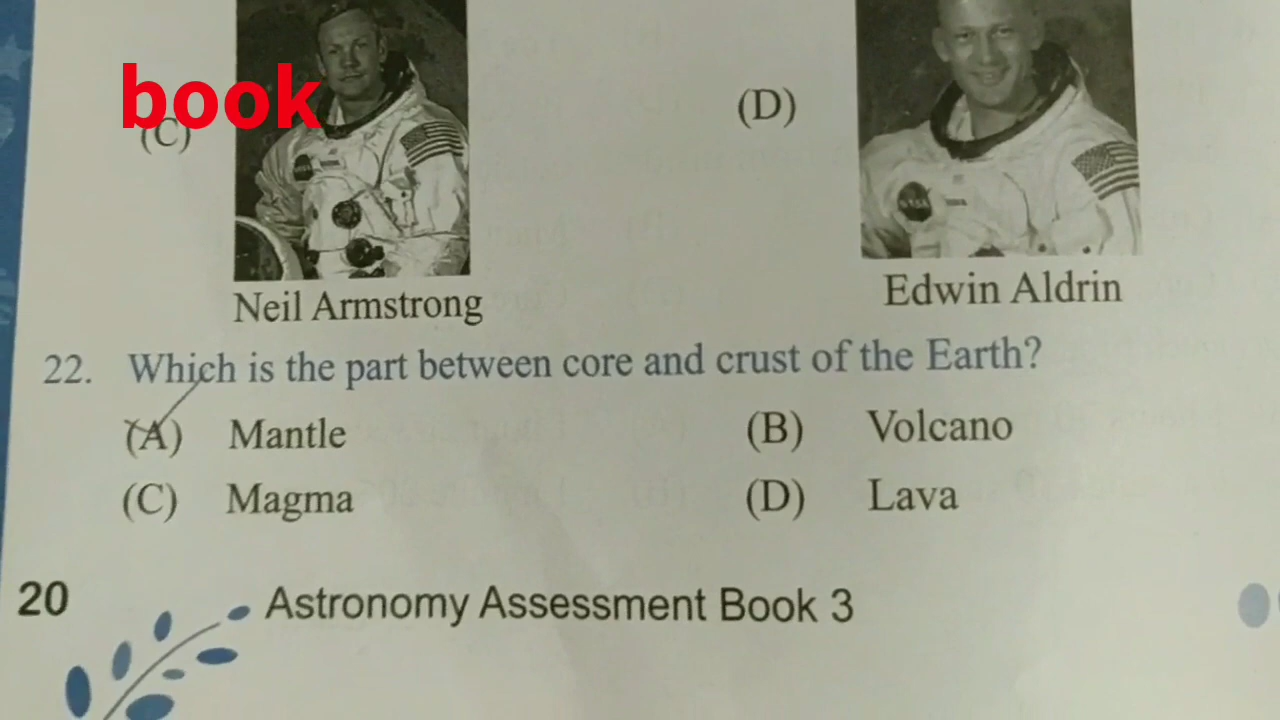 book
(C)
(D)
Neil Armstrong
Edwin Aldrin
22. Which is the part between core and crust of the Earth?
(A) Mantle (B) Volcano
(C) Magma (D) Lava
20 Astronomy Assessment Book 3